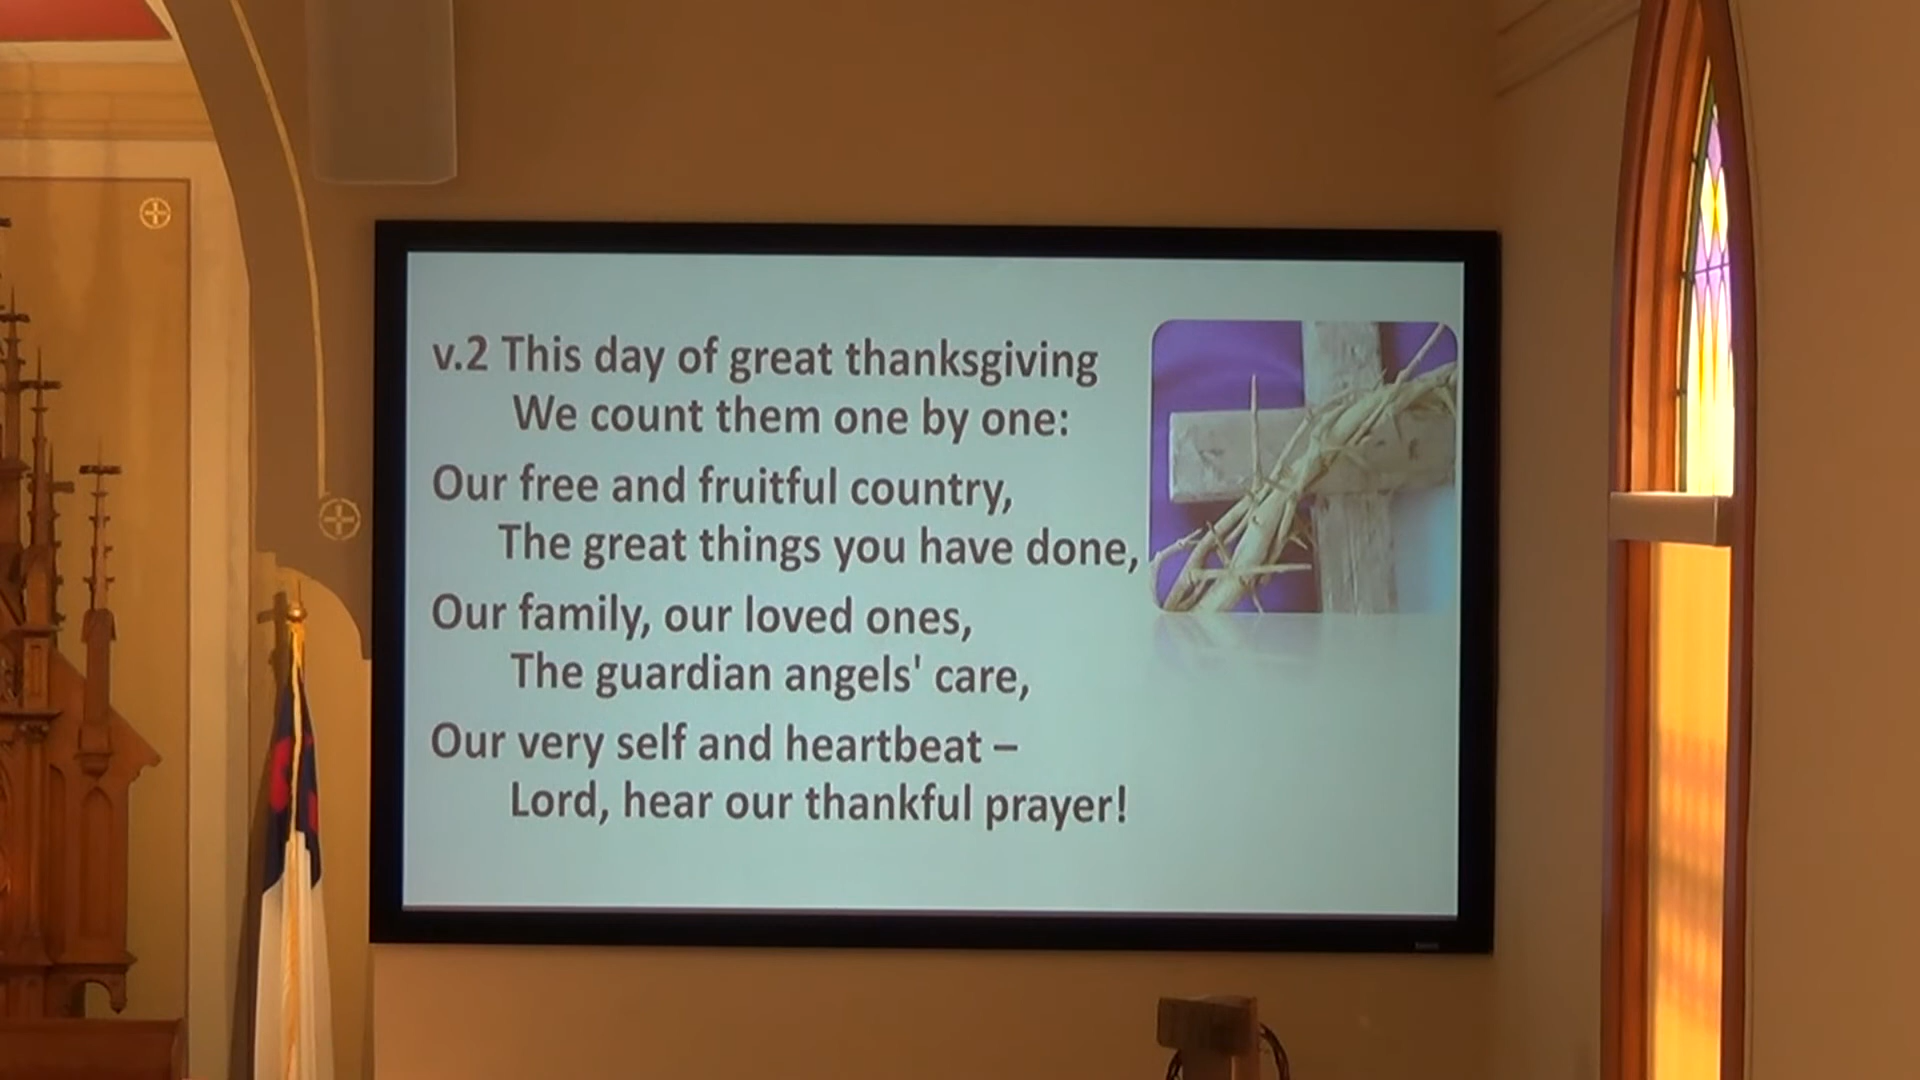 v.2 This day of great thanksgiving
We count them one by one:
Our free and fruitful country,
The great things you have done,
Our family, our loved ones,
The guardian angels' care,
Our very self and heartbeat –
Lord, hear our thankful prayer!